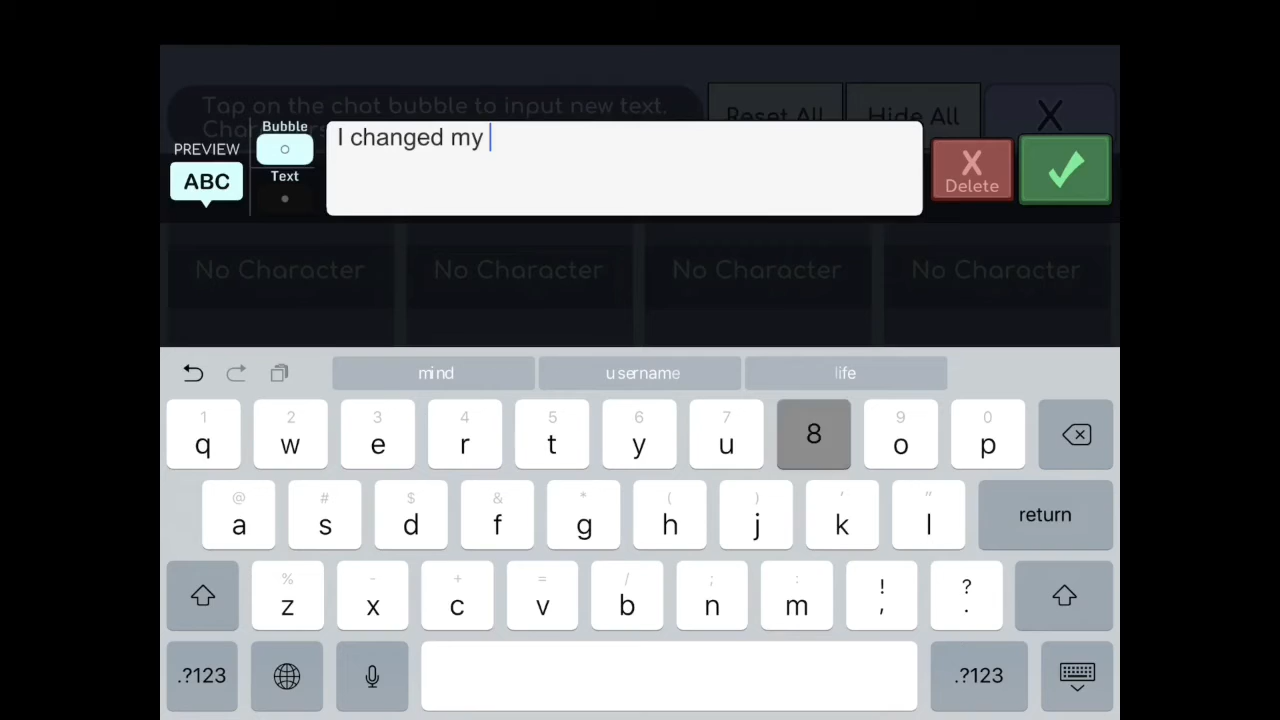 Tap on the chat bubble to input new text.
Reset All
Hide All
X
Bubble
I changed my
PREVIEW
ABC
Text
X
Delete
No Character
No Character
No Character
No Character
mind
username
life
1 2 3 4 5 6 7 8 9 0
q w e r t y u o p
@ # $ & * ( ) ' "
a s d f g h j k l
return
% - + = / ; : ! ?
z x c v b n m , .
.?123
.?123